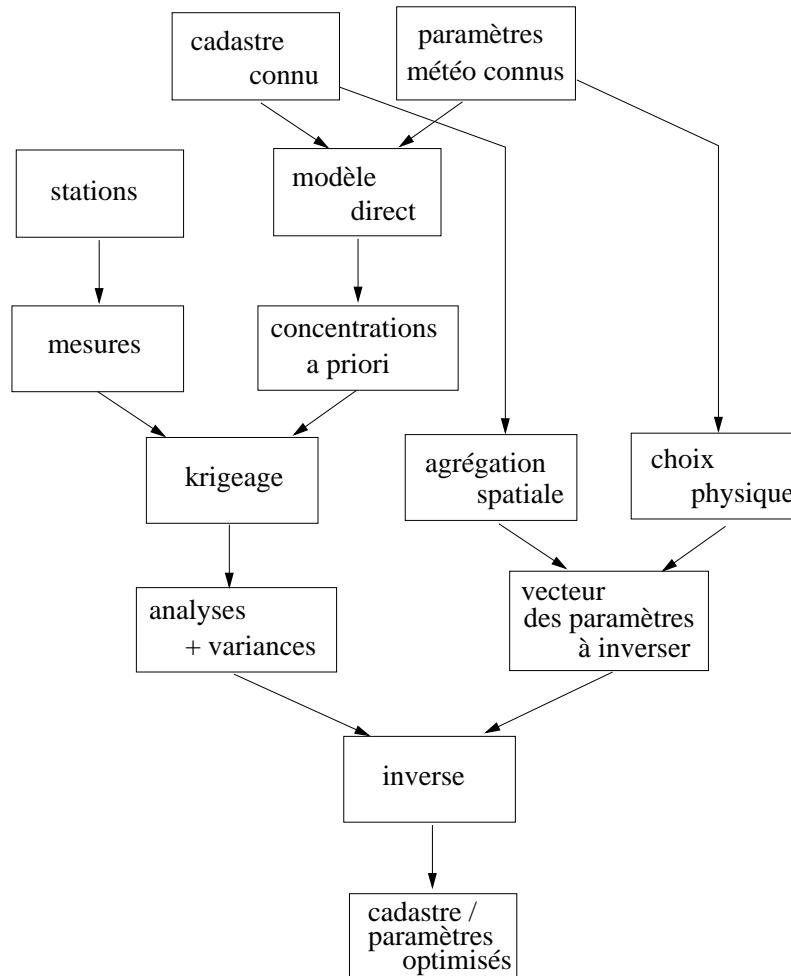 cadastre
connu
paramètres
météo connus
stations
modèle
direct
mesures
concentrations
a priori
krigeage
agrégation
spatiale
choix
physique
analyses
+ variances
vecteur
des paramètres
à inverser
inverse
cadastre /
paramètres
optimisés